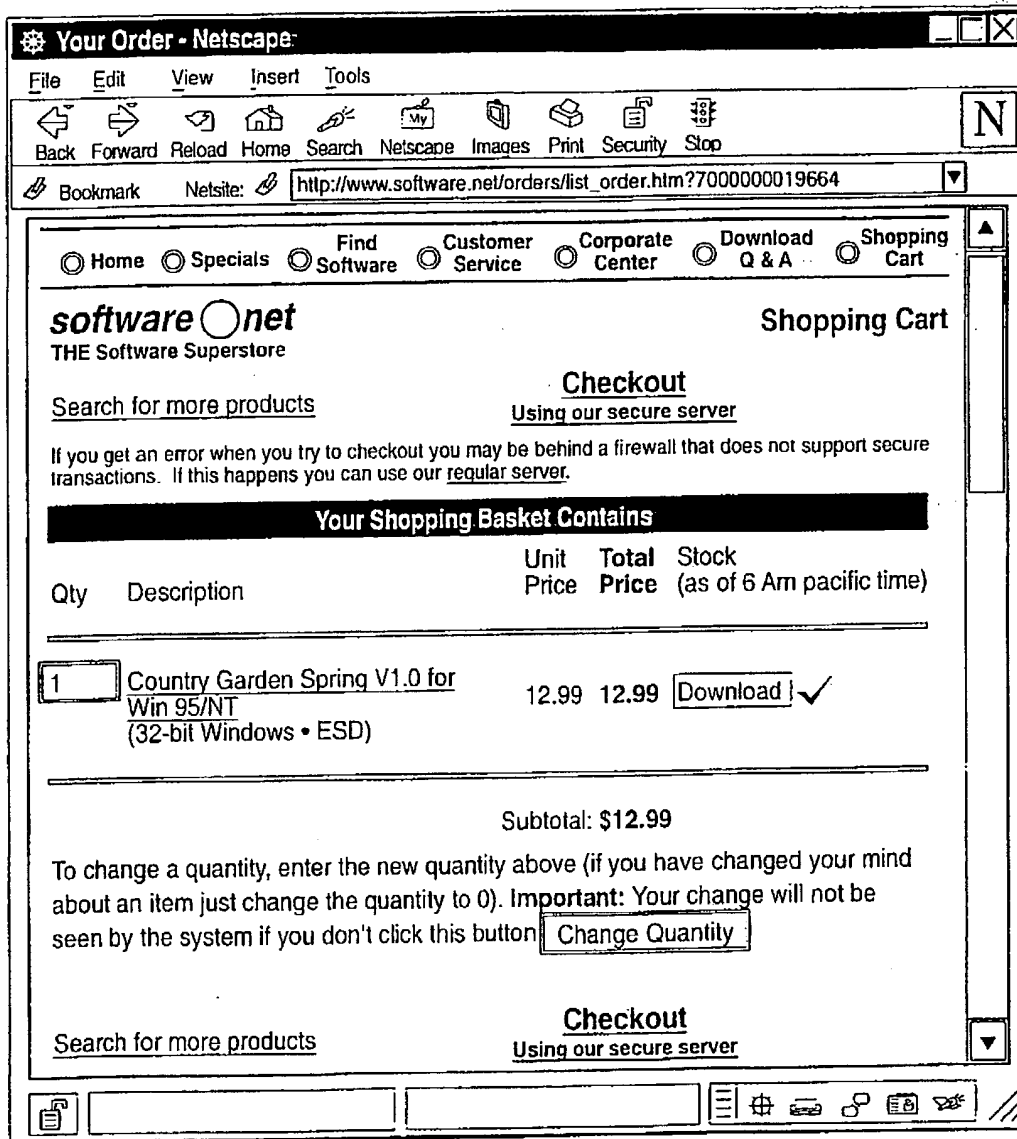 Your Order - Netscape
File Edit View Insert Tools
My
N
Back Forward Reload Home Search Netscape Images Print Security Stop
Bookmark Netsite: http://www.software.net/orders/list_order.htm?7000000019664
Home Specials Find Software Customer Service Corporate Center Download Q & A Shopping Cart
software net Shopping Cart
THE Software Superstore
Search for more products Checkout
Using our secure server
If you get an error when you try to checkout you may be behind a firewall that does not support secure
transactions. If this happens you can use our regular server.
Your Shopping Basket Contains
Unit Total Stock
Qty Description Price Price (as of 6 Am pacific time)
1 Country Garden Spring V1.0 for
Win 95/NT 12.99 12.99 Download
(32-bit Windows • ESD)
Subtotal: $12.99
To change a quantity, enter the new quantity above (if you have changed your mind
about an item just change the quantity to 0). Important: Your change will not be
seen by the system if you don't click this button Change Quantity
Search for more products Checkout
Using our secure server